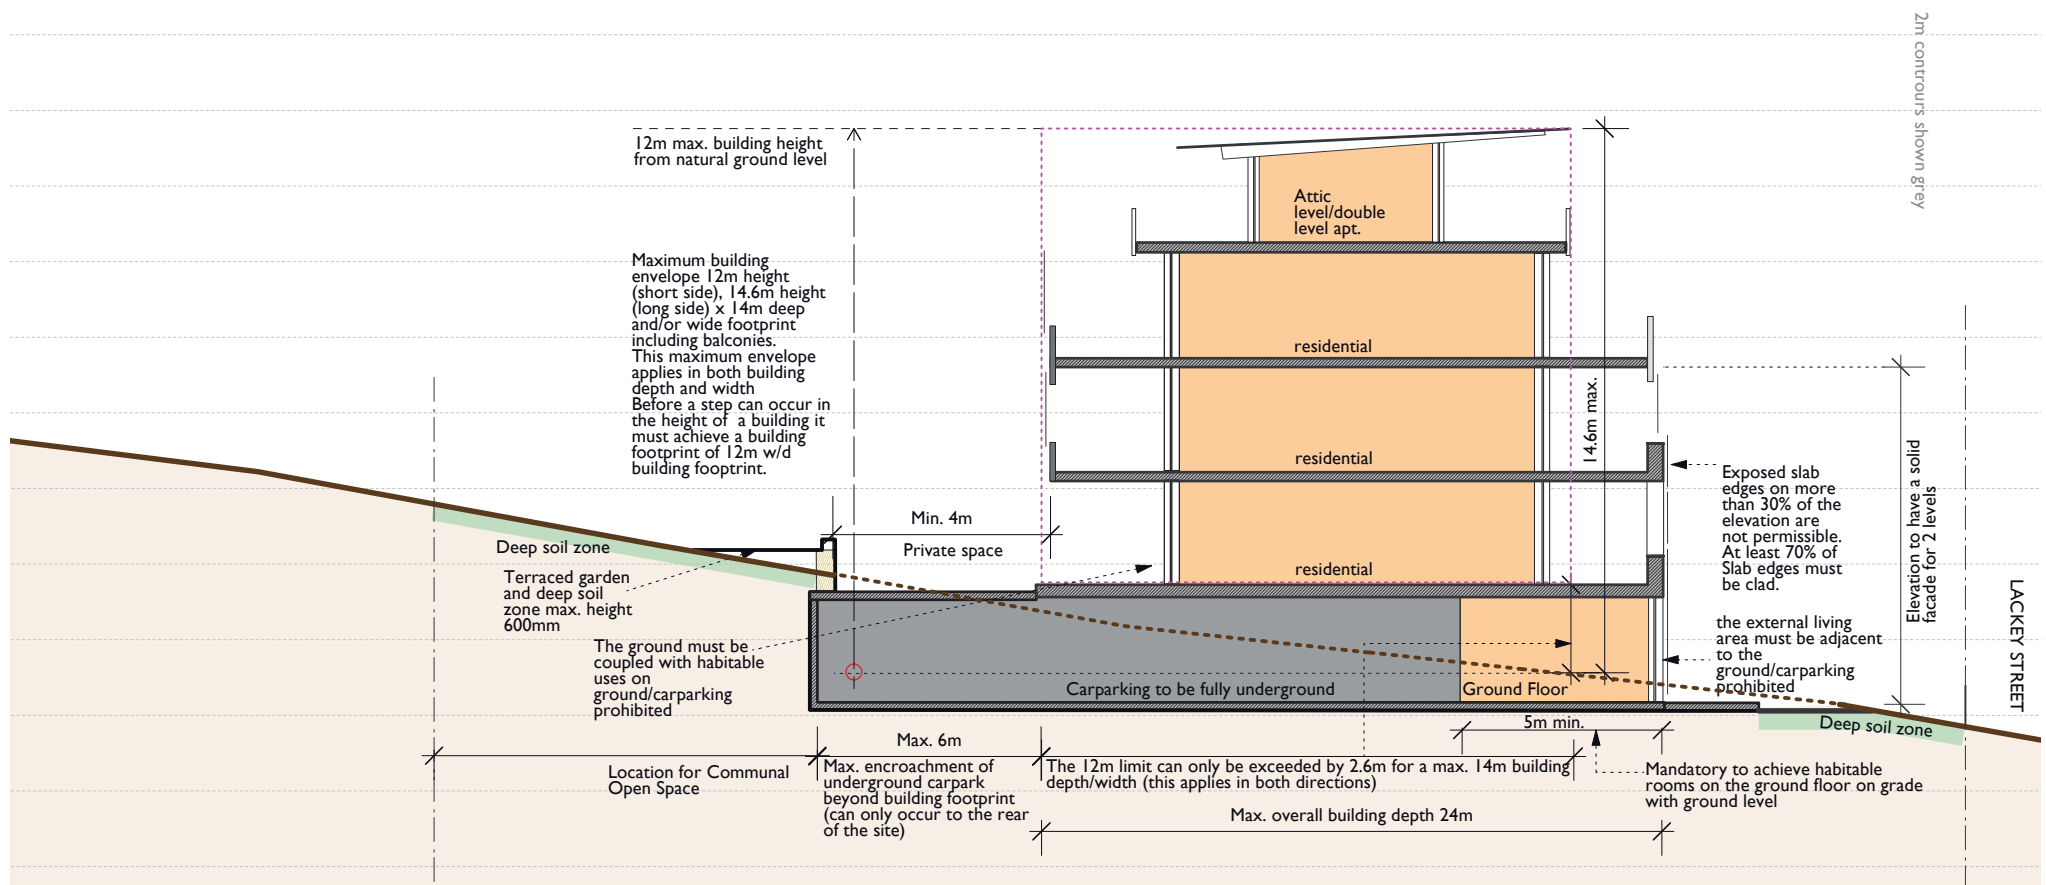 2m contrours shown grey
12m max. building height
from natural ground level
Attic
level/double
level apt.
Maximum building
envelope 12m height
(short side), 14.6m height
(long side) x 14m deep
and/or wide footprint
including balconies.
This maximum envelope
applies in both building
depth and width
Before a step can occur in
the height of a building it
must achieve a building
footprint of 12m w/d
building fooptrint.
residential
14.6m max.
residential
Exposed slab
edges on more
than 30% of the
elevation are
not permissible.
At least 70% of
Slab edges must
be clad.
Elevation to have a solid
facade for 2 levels
LACKEY STREET
Min. 4m
Private space
Deep soil zone
Terraced garden
and deep soil
zone max. height
600mm
residential
The ground must be
coupled with habitable
uses on
ground/carparking
prohibited
the external living
area must be adjacent
to the
ground/carparking
prohibited
Carparking to be fully underground
Ground Floor
5m min.
Deep soil zone
Max. 6m
Location for Communal
Open Space
Max. encroachment of
underground carpark
beyond building footprint
(can only occur to the rear
of the site)
The 12m limit can only be exceeded by 2.6m for a max. 14m building
depth/width (this applies in both directions)
Mandatory to achieve habitable
rooms on the ground floor on grade
with ground level
Max. overall building depth 24m